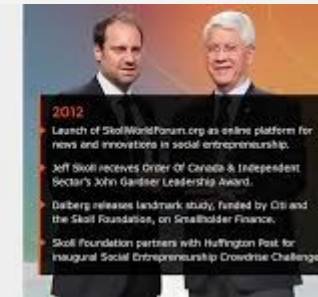 2012
Launch of SkollWorldForum.org as online platform for
news and innovations in social entrepreneurship.
Jeff Skoll receives Order Of Canada & Independent
Sector's John Gardner Leadership Award.
Dalberg releases landmark study, funded by Citi and
the Skoll Foundation, on Smallholder Finance.
Skoll Foundation partners with Huffington Post for
inaugural Social Entrepreneurship Crowdrise Challenge